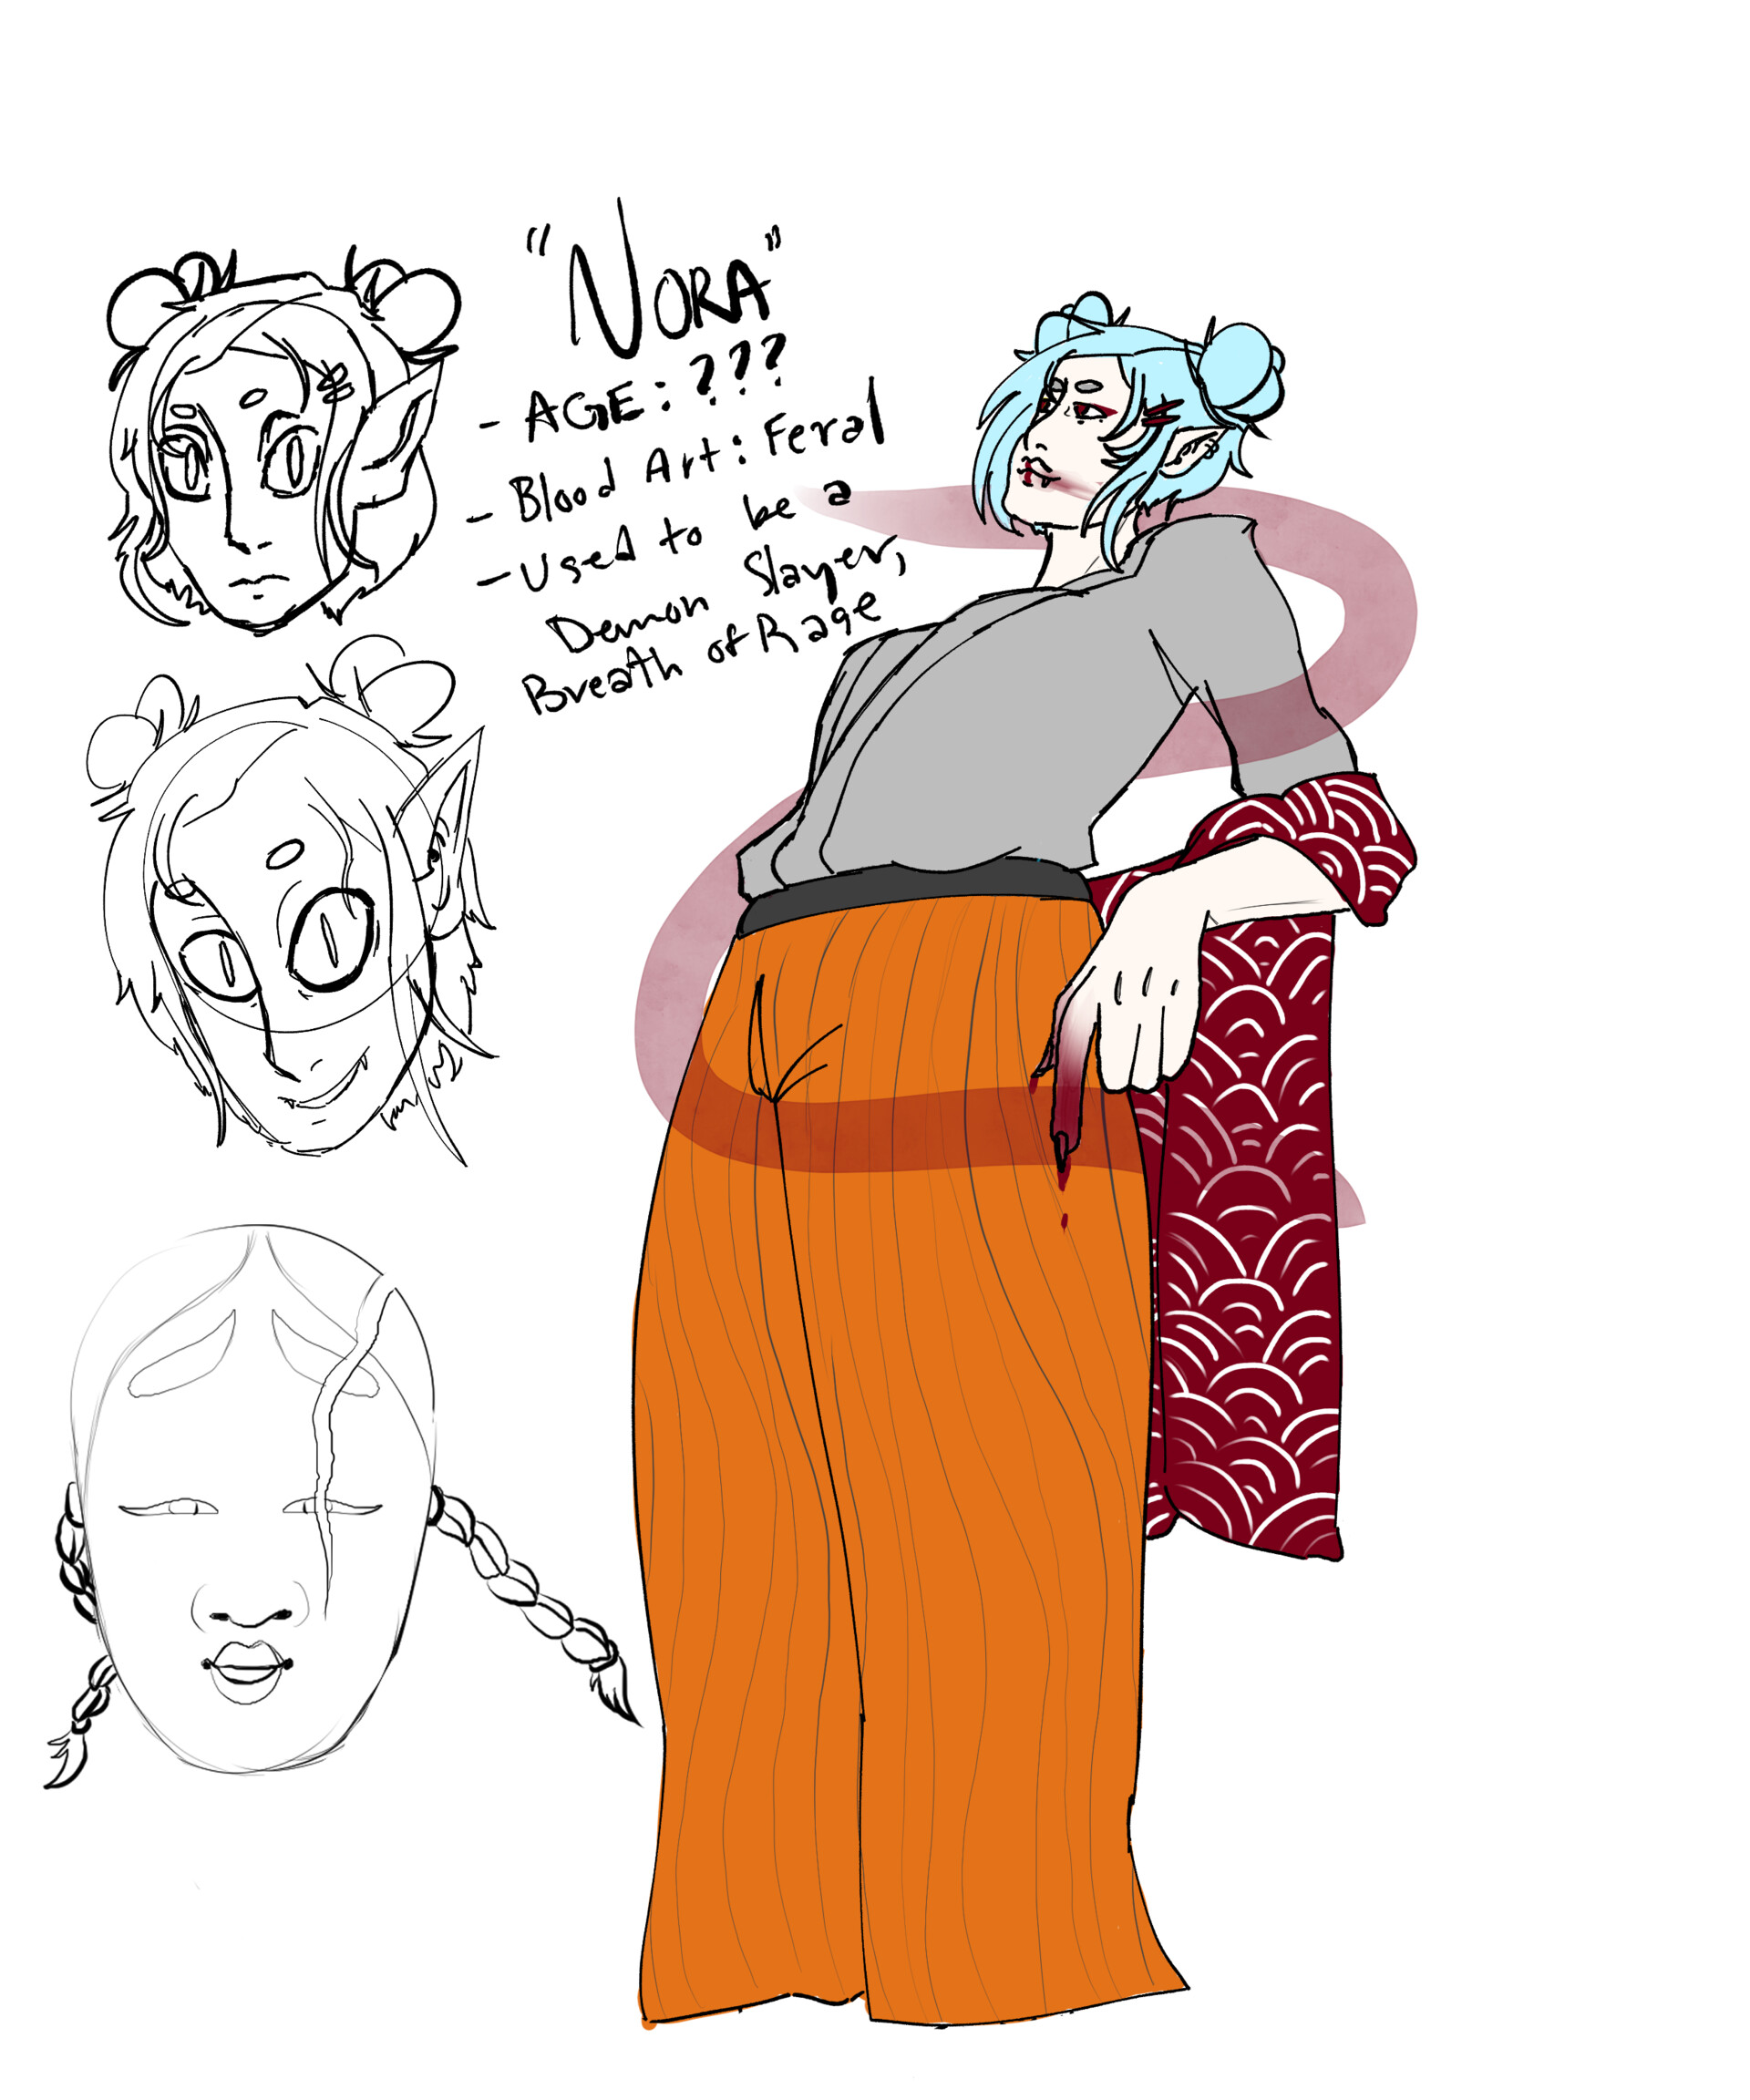 "NORA"
- AGE: ???
- Blood Art: Feral
- Used to be a
Demon Slayer,
Breath of Rage